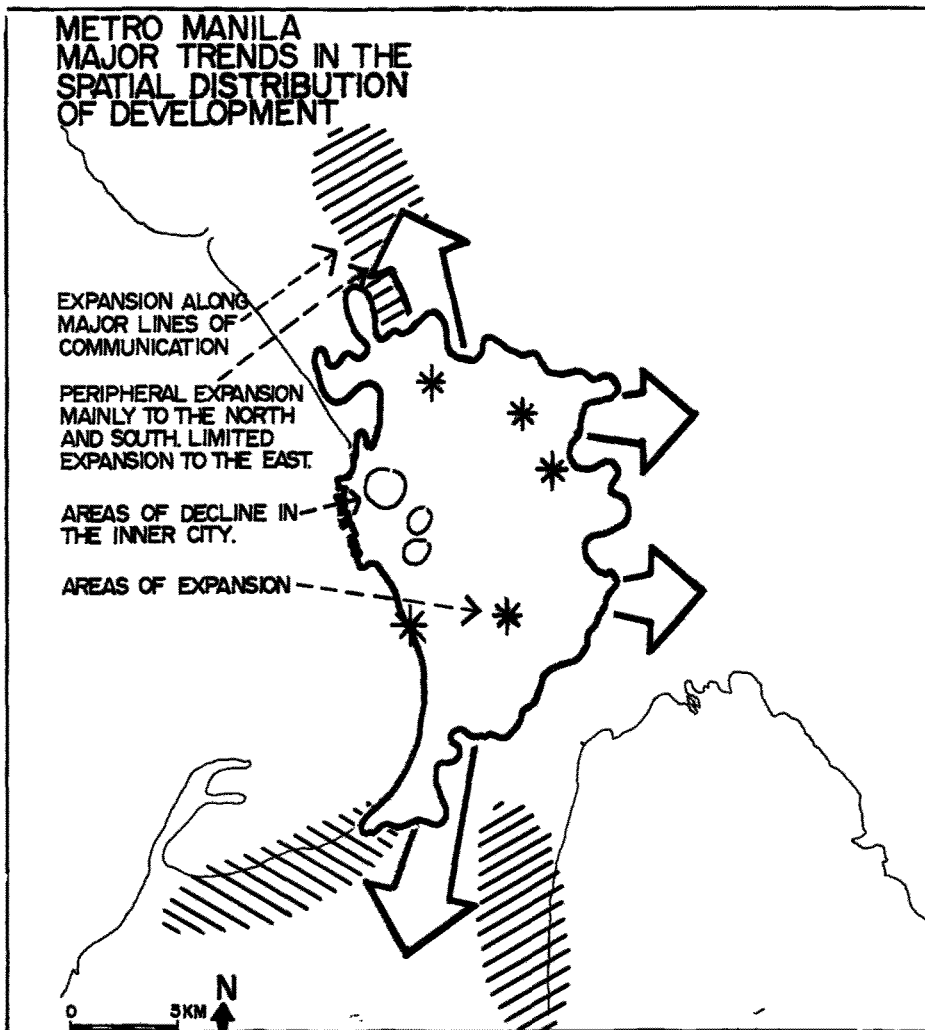 METRO MANILA
MAJOR TRENDS IN THE
SPATIAL DISTRIBUTION
OF DEVELOPMENT
EXPANSION ALONG
MAJOR LINES OF
COMMUNICATION
PERIPHERAL EXPANSION
MAINLY TO THE NORTH
AND SOUTH. LIMITED
EXPANSION TO THE EAST.
AREAS OF DECLINE IN
THE INNER CITY.
AREAS OF EXPANSION
N
0 5KM